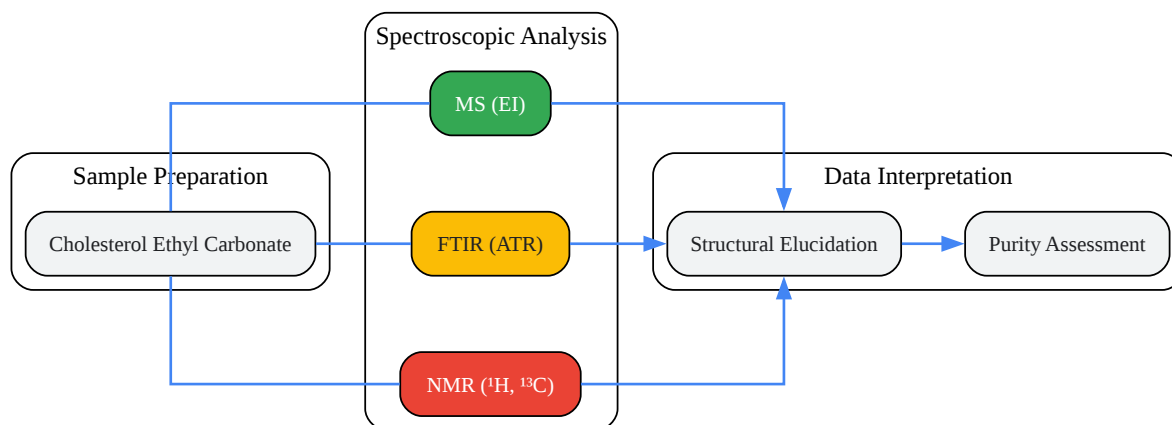 Spectroscopic Analysis
MS (EI)
Sample Preparation
Data Interpretation
Cholesterol Ethyl Carbonate
FTIR (ATR)
Structural Elucidation
Purity Assessment
NMR (¹H, ¹³C)